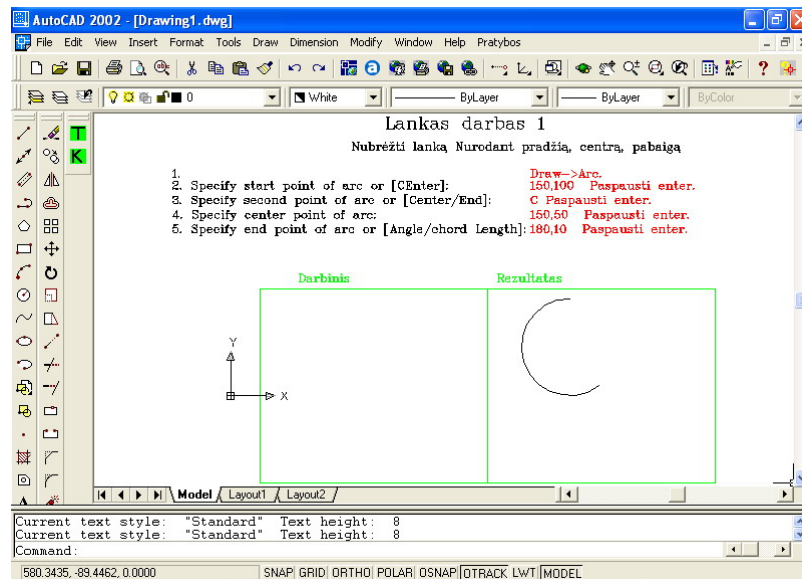 AutoCAD 2002 - [Drawing1.dwg]
File Edit View Insert Format Tools Draw Dimension Modify Window Help Pratybos
0 White ByLayer ByLayer ByColor
T
K
Lankas darbas 1
Nubrėžti lanką Nurodant pradžią, centrą, pabaigą
1. Draw->Arc.
2. Specify start point of arc or [CEnter]: 150,100 Paspausti enter.
3. Specify second point of arc or [Center/End]: C Paspausti enter.
4. Specify center point of arc: 150,50 Paspausti enter.
5. Specify end point of arc or [Angle/chord Length]: 180,10 Paspausti enter.
Darbinis Rezultatas
Y
X
Model Layout1 Layout2
Current text style: "Standard" Text height: 8
Current text style: "Standard" Text height: 8
Command:
580.3435, -89.4462, 0.0000 SNAP GRID ORTHO POLAR OSNAP OTRACK LWT MODEL